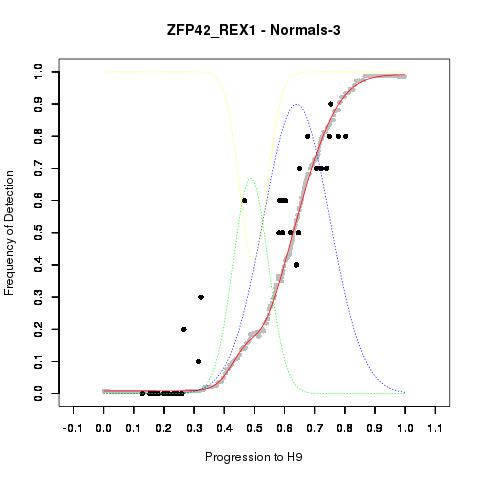 ZFP42_REX1 - Normals-3
Frequency of Detection
1.0
0.9
0.8
0.7
0.6
0.5
0.4
0.3
0.2
0.1
0.0
-0.1 0.0 0.1 0.2 0.3 0.4 0.5 0.6 0.7 0.8 0.9 1.0 1.1
Progression to H9